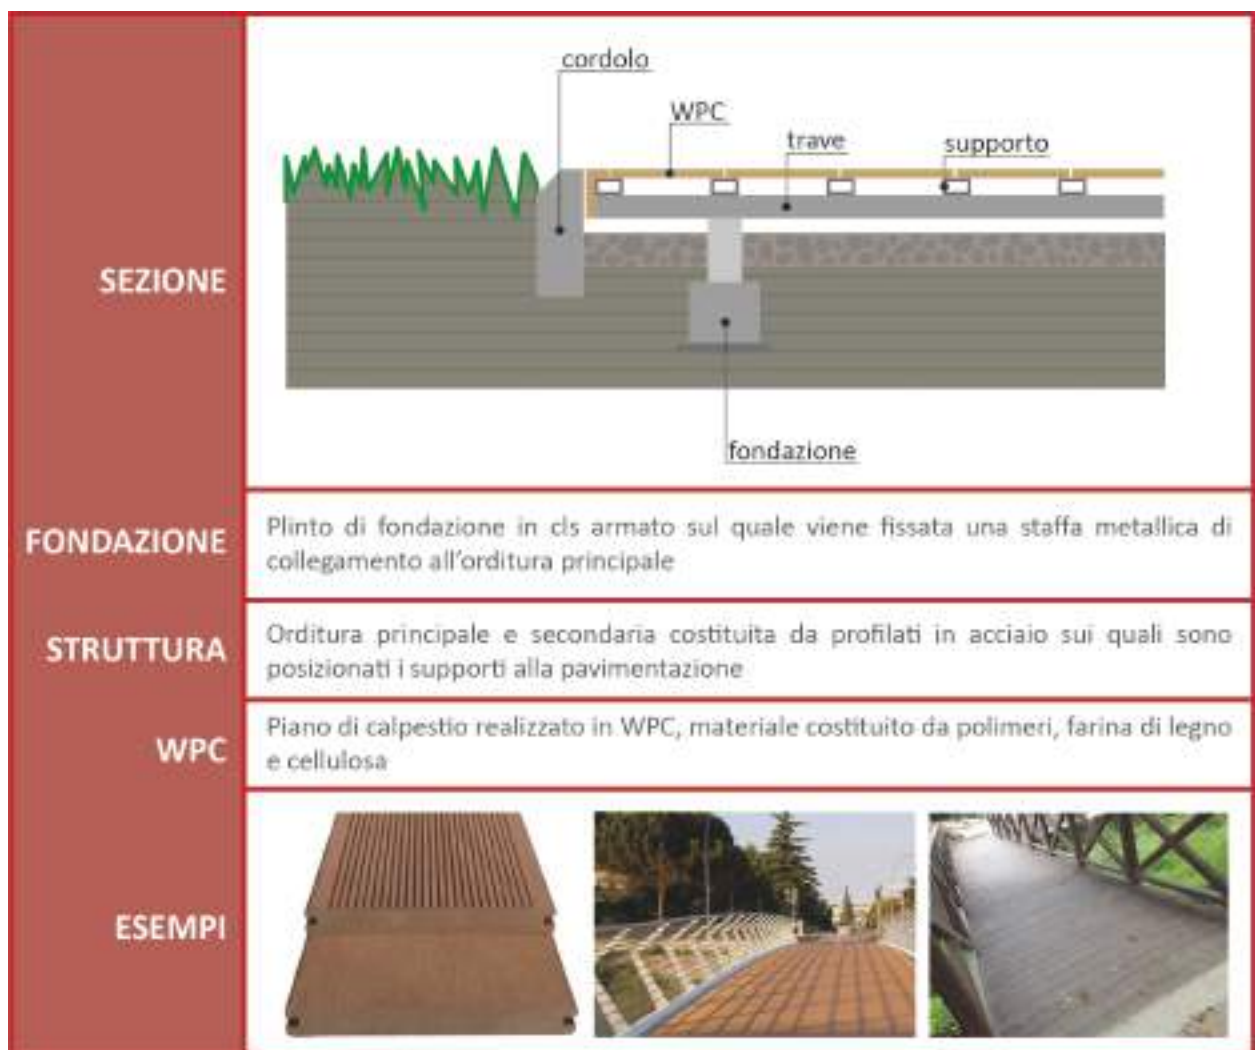 cordolo
WPC
trave
supporto
SEZIONE
fondazione
FONDAZIONE
Plinto di fondazione in cls armato sul quale viene fissata una staffa metallica di
collegamento all'orditura principale
STRUTTURA
Orditura principale e secondaria costituita da profilati in acciaio sui quali sono
posizionati i supporti alla pavimentazione
WPC
Piano di calpestio realizzato in WPC, materiale costituito da polimeri, farina di legno
e cellulosa
ESEMPI